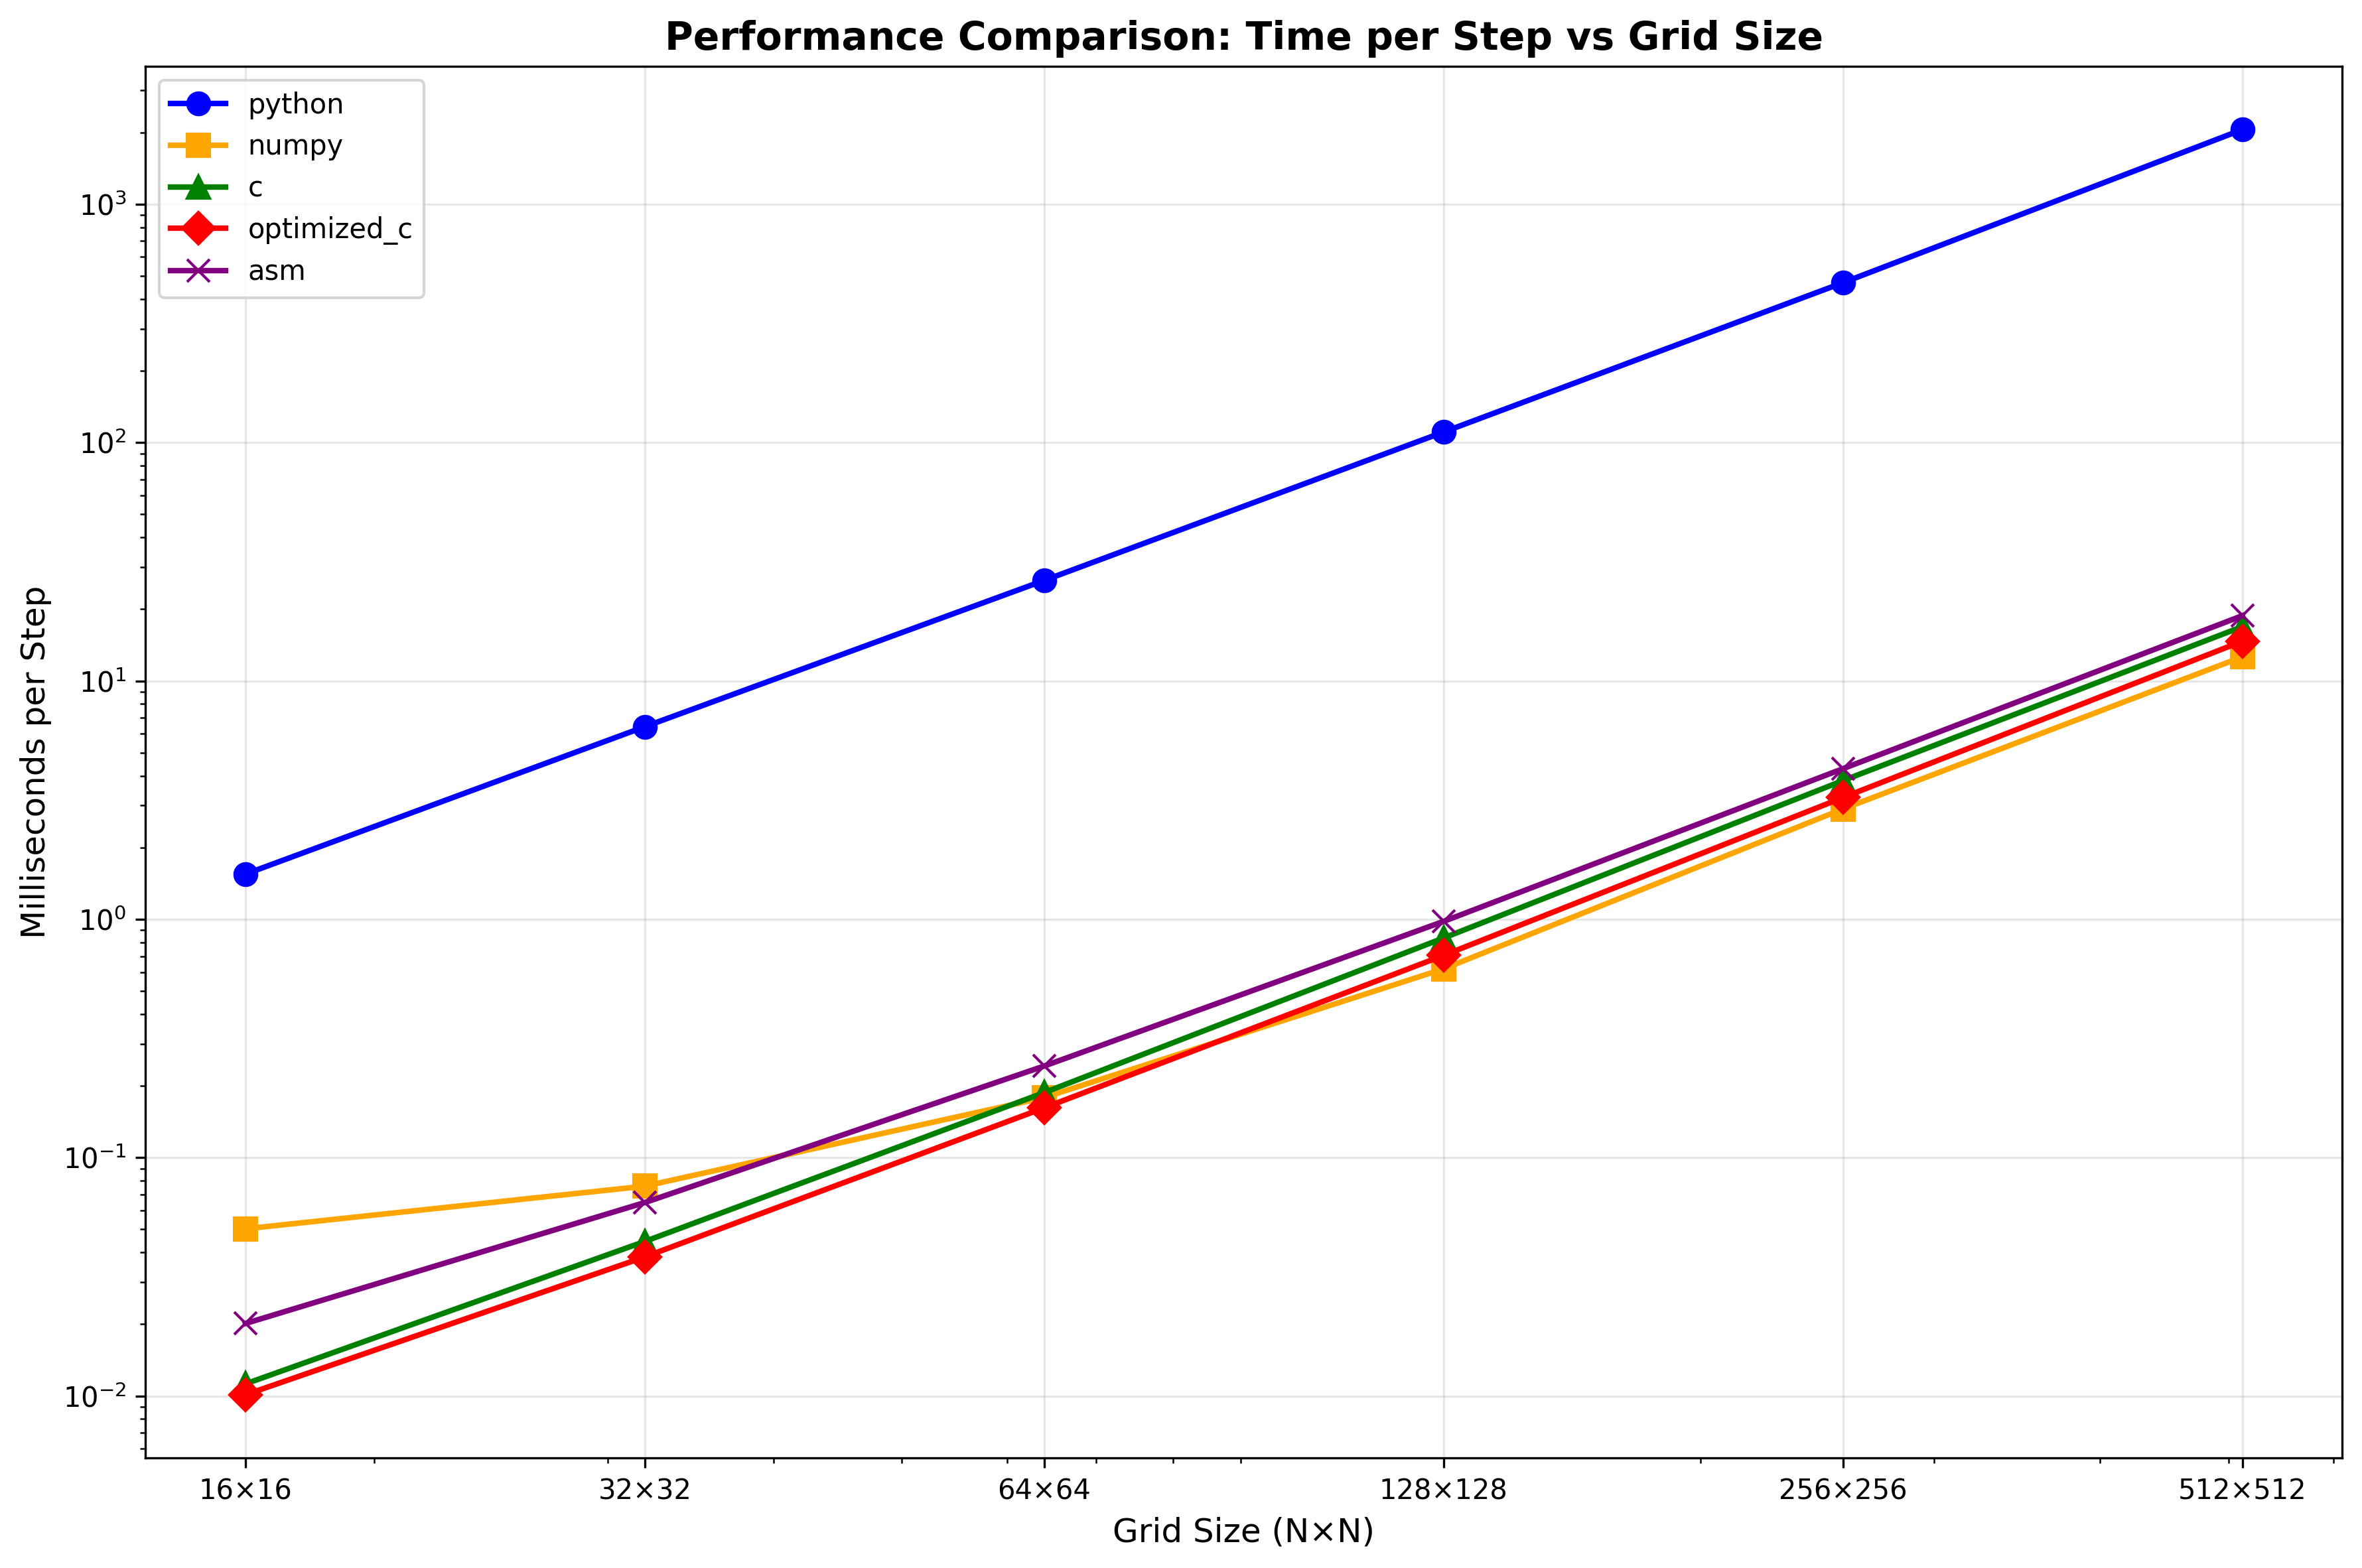 Performance Comparison: Time per Step vs Grid Size
python
numpy
c
optimized_c
asm
Milliseconds per Step
10³
10²
10¹
10⁰
10⁻¹
10⁻²
16×16
32×32
64×64
128×128
256×256
512×512
Grid Size (N×N)